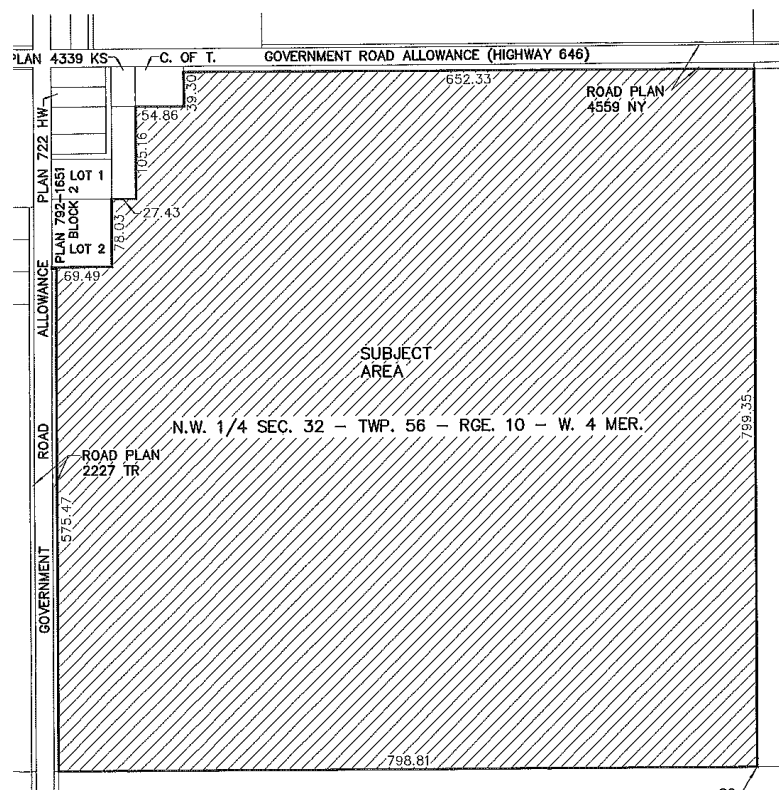 PLAN 4339 KS
C. OF T.
GOVERNMENT ROAD ALLOWANCE (HIGHWAY 646)
652.33
ROAD PLAN
4559 NY
39.30
54.86
105.16
PLAN 722 HW
PLAN 792-1651
BLOCK 2
LOT 1
27.43
78.03
LOT 2
69.49
SUBJECT
AREA
N.W. 1/4 SEC. 32 - TWP. 56 - RGE. 10 - W. 4 MER.
799.35
ROAD PLAN
2227 TR
575.47
GOVERNMENT ROAD ALLOWANCE
798.81